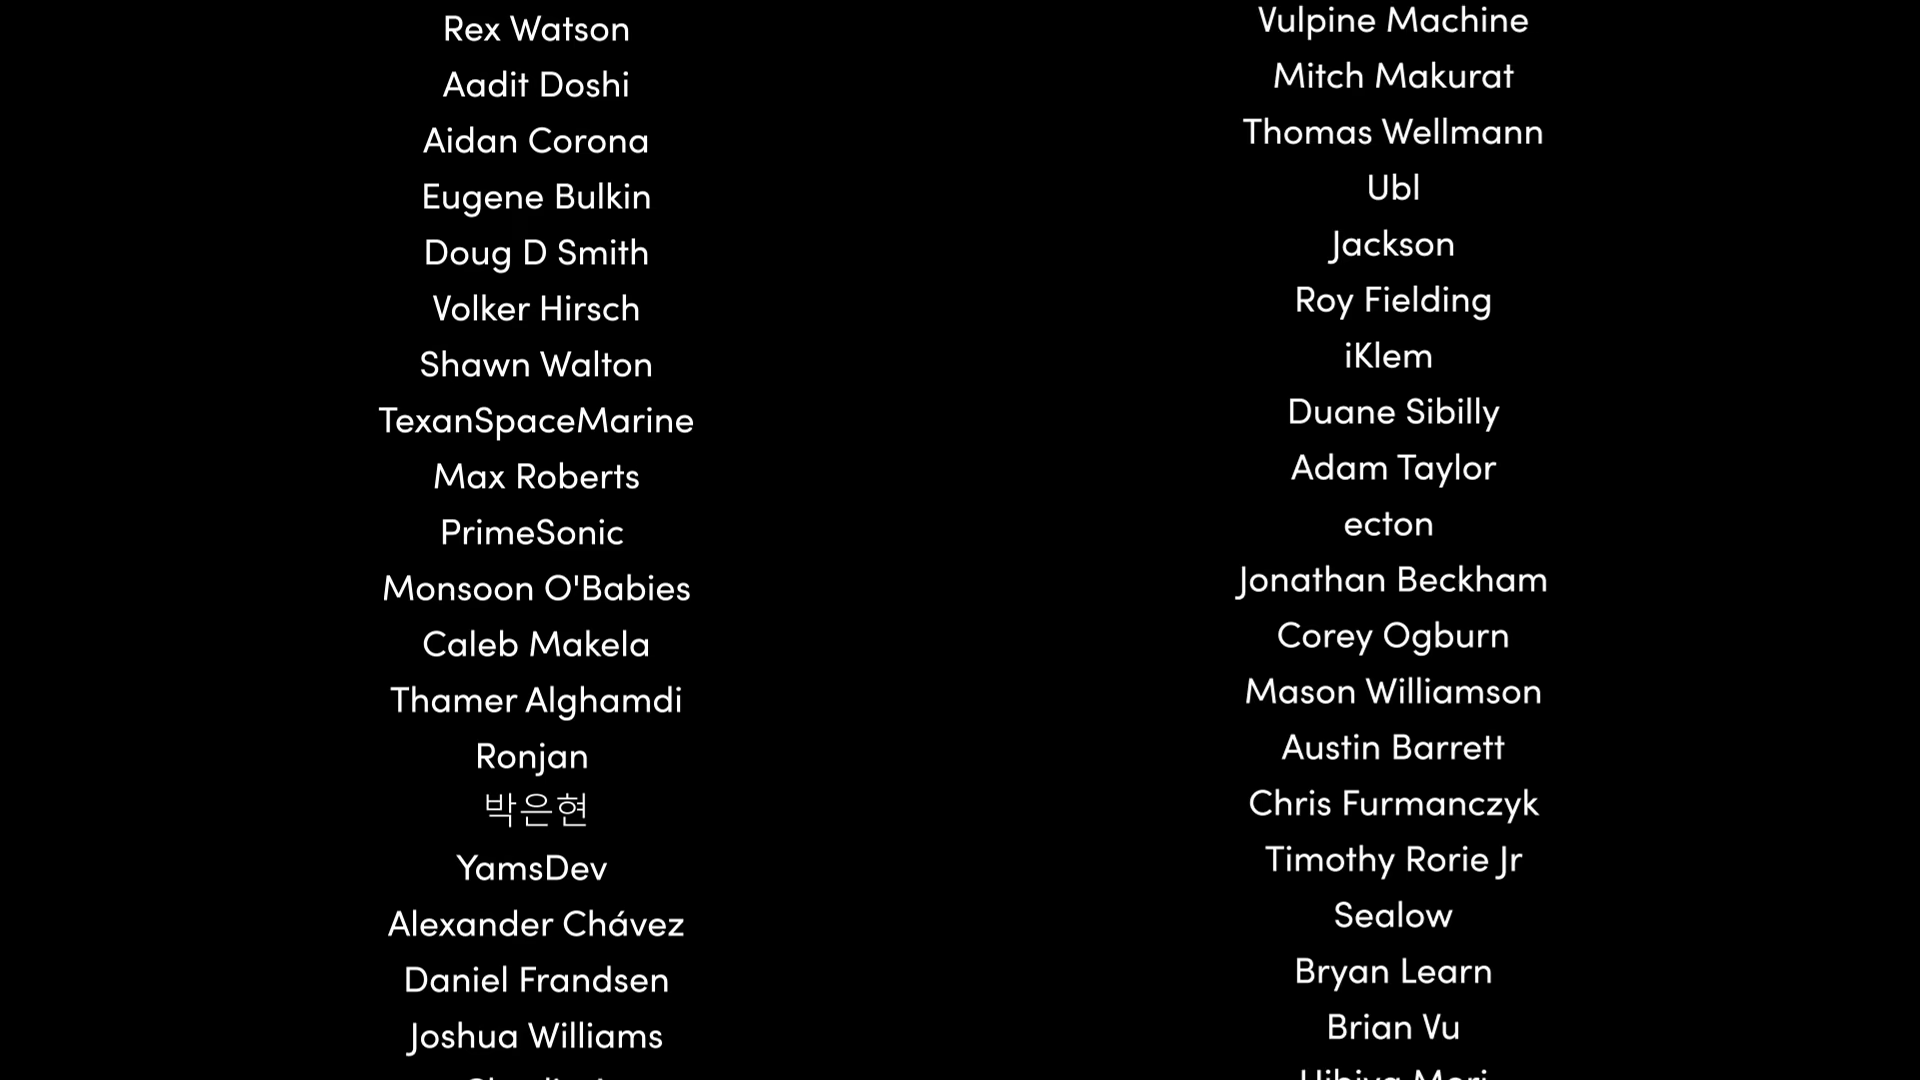 Rex Watson
Aadit Doshi
Aidan Corona
Eugene Bulkin
Doug D Smith
Volker Hirsch
Shawn Walton
TexanSpaceMarine
Max Roberts
PrimeSonic
Monsoon O'Babies
Caleb Makela
Thamer Alghamdi
Ronjan
박은현
YamsDev
Alexander Chávez
Daniel Frandsen
Joshua Williams
Vulpine Machine
Mitch Makurat
Thomas Wellmann
Ubl
Jackson
Roy Fielding
iKlem
Duane Sibilly
Adam Taylor
ecton
Jonathan Beckham
Corey Ogburn
Mason Williamson
Austin Barrett
Chris Furmanczyk
Timothy Rorie Jr
Sealow
Bryan Learn
Brian Vu